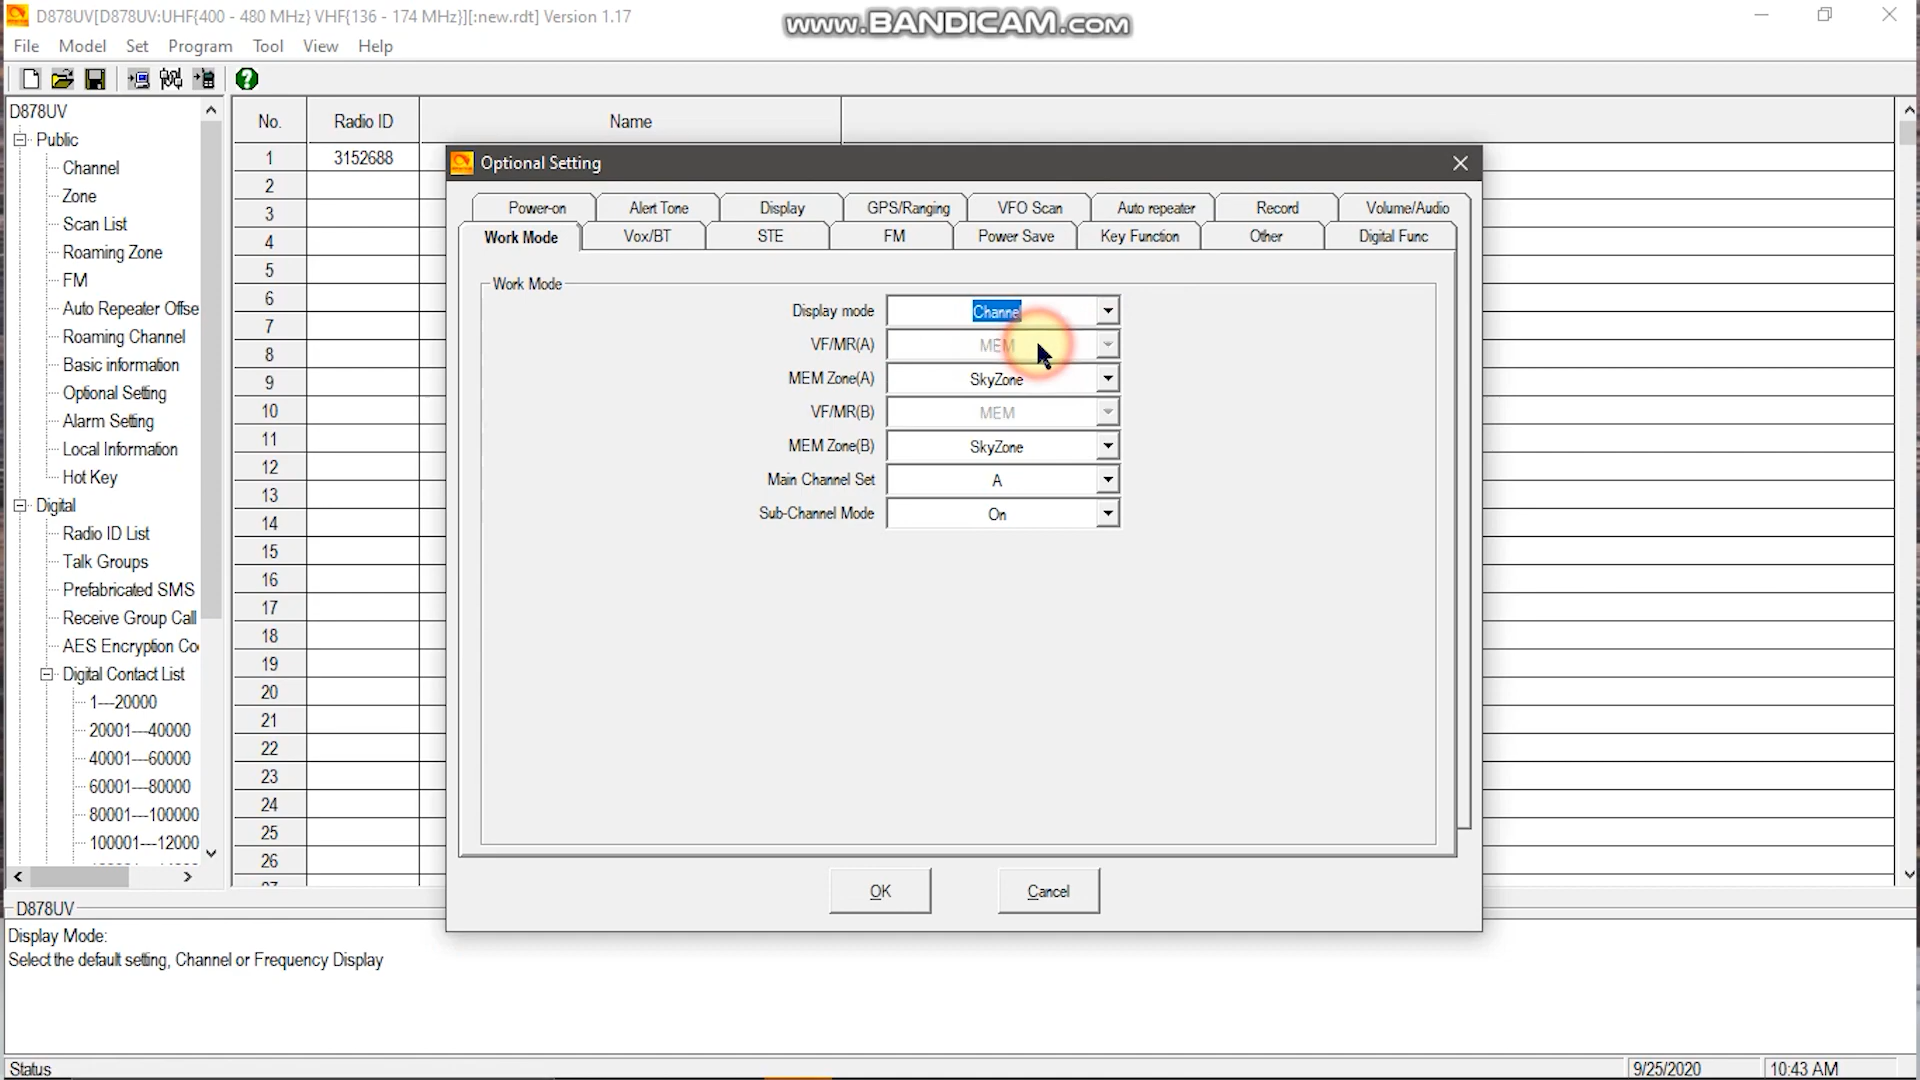 D878UV[D878UV:UHF{400 - 480 MHz} VHF{136 - 174 MHz}][:new.rdt] Version 1.17
www.BANDICAM.com
File Model Set Program Tool View Help
D878UV
Public
Channel
Zone
Scan List
Roaming Zone
FM
Auto Repeater Offse
Roaming Channel
Basic information
Optional Setting
Alarm Setting
Local Information
Hot Key
Digital
Radio ID List
Talk Groups
Prefabricated SMS
Receive Group Call
AES Encryption Co
Digital Contact List
1---20000
20001---40000
40001---60000
60001---80000
80001---100000
100001---12000
No. Radio ID Name
1 3152688
2
3
4
5
6
7
8
9
10
11
12
13
14
15
16
17
18
19
20
21
22
23
24
25
26
27
Optional Setting
Power-on Alert Tone Display GPS/Ranging VFO Scan Auto repeater Record Volume/Audio
Work Mode Vox/BT STE FM Power Save Key Function Other Digital Func
Work Mode
Display mode Channel
VF/MR(A) MEM
MEM Zone(A) SkyZone
VF/MR(B) MEM
MEM Zone(B) SkyZone
Main Channel Set A
Sub-Channel Mode On
OK Cancel
D878UV
Display Mode:
Select the default setting, Channel or Frequency Display
Status 9/25/2020 10:43 AM